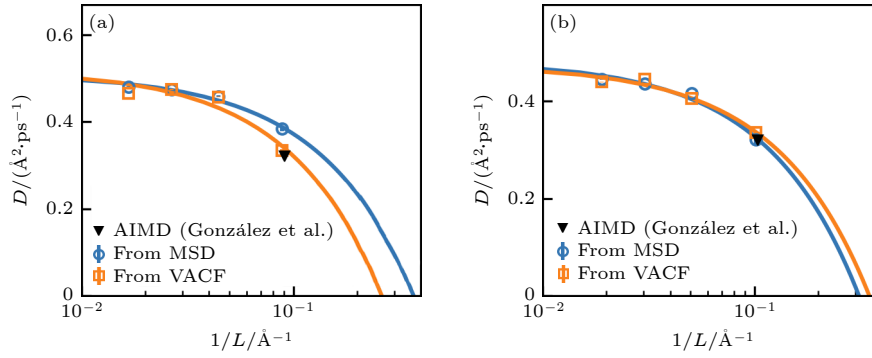 (a)
0.6
0.4
0.2
0
D/(Å²·ps⁻¹)
AIMD (González et al.)
From MSD
From VACF
10⁻²
10⁻¹
1/L/Å⁻¹
(b)
0.4
0.2
0
D/(Å²·ps⁻¹)
AIMD (González et al.)
From MSD
From VACF
10⁻²
10⁻¹
1/L/Å⁻¹